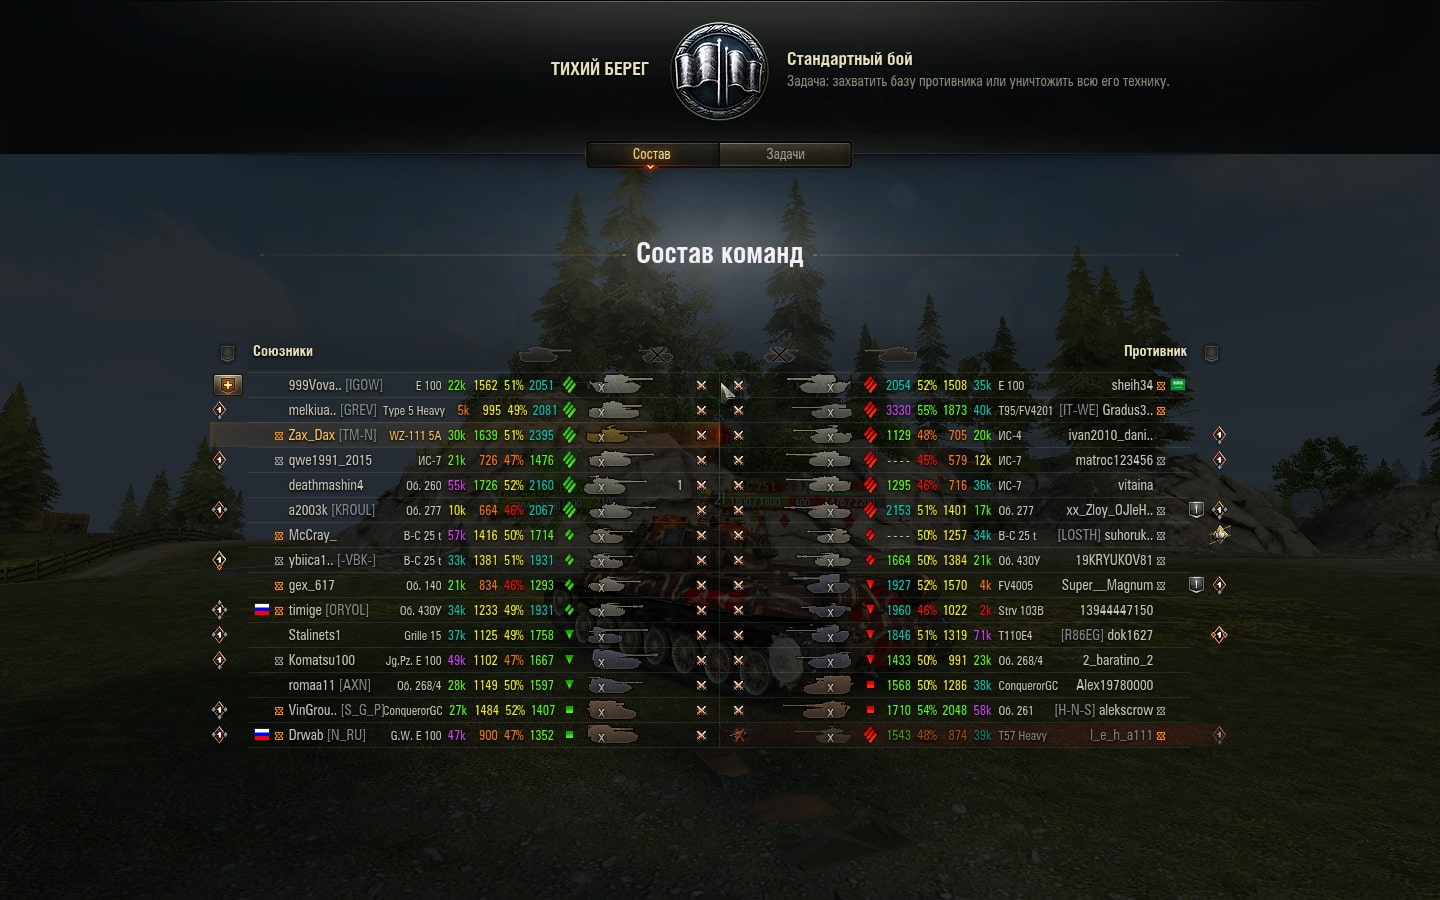 ТИХИЙ БЕРЕГ
Стандартный бой
Задача: захватить базу противника или уничтожить всю его технику.
Состав Задачи
Состав команд
Союзники Противник
999Vova.. [IGOW] E 100 22k 1562 51% 2051 x x 2054 52% 1508 35k E 100 sheih34
melkiua.. [GREV] Type 5 Heavy 5k 995 49% 2081 x x 3330 55% 1873 40k T95/FV4201 [IT-WE] Gradus3..
Zax_Dax [TM-N] WZ-111 5A 30k 1639 51% 2395 x x 1129 48% 705 20k ИС-4 ivan2010_dani..
qwe1991_2015 ИС-7 21k 726 47% 1476 x x ---- 45% 579 12k ИС-7 matroc123456
deathmashin4 Об. 260 55k 1726 52% 2160 x 1 x 1295 46% 716 36k ИС-7 vitaina
a2003k [KROUL] Об. 277 10k 664 46% 2067 x x 2153 51% 1401 17k Об. 277 xx_Zloy_OJleH..
McCray_ B-C 25 t 57k 1416 50% 1714 x x ---- 50% 1257 34k B-C 25 t [LOSTH] suhoruk..
ybiica1.. [-VBK-] B-C 25 t 33k 1381 51% 1931 x x 1664 50% 1384 21k Об. 430У 19KRYUKOV81
gex_617 Об. 140 21k 834 46% 1293 x x 1927 52% 1570 4k FV4005 Super__Magnum
timige [ORYOL] Об. 430У 34k 1233 49% 1931 x x 1960 46% 1022 2k Strv 103B 13944447150
Stalinets1 Grille 15 37k 1125 49% 1758 x x 1846 51% 1319 71k T110E4 [R86EG] dok1627
Komatsu100 Jg.Pz. E 100 49k 1102 47% 1667 x x 1433 50% 991 23k Об. 268/4 2_baratino_2
romaa11 [AXN] Об. 268/4 28k 1149 50% 1597 x x 1568 50% 1286 38k ConquerorGC Alex19780000
VinGrou.. [S_G_P] ConquerorGC 27k 1484 52% 1407 x x 1710 54% 2048 58k Об. 261 [H-N-S] alekscrow
Drwab [N_RU] G.W. E 100 47k 900 47% 1352 x x 1543 48% 874 39k T57 Heavy l_e_h_a111